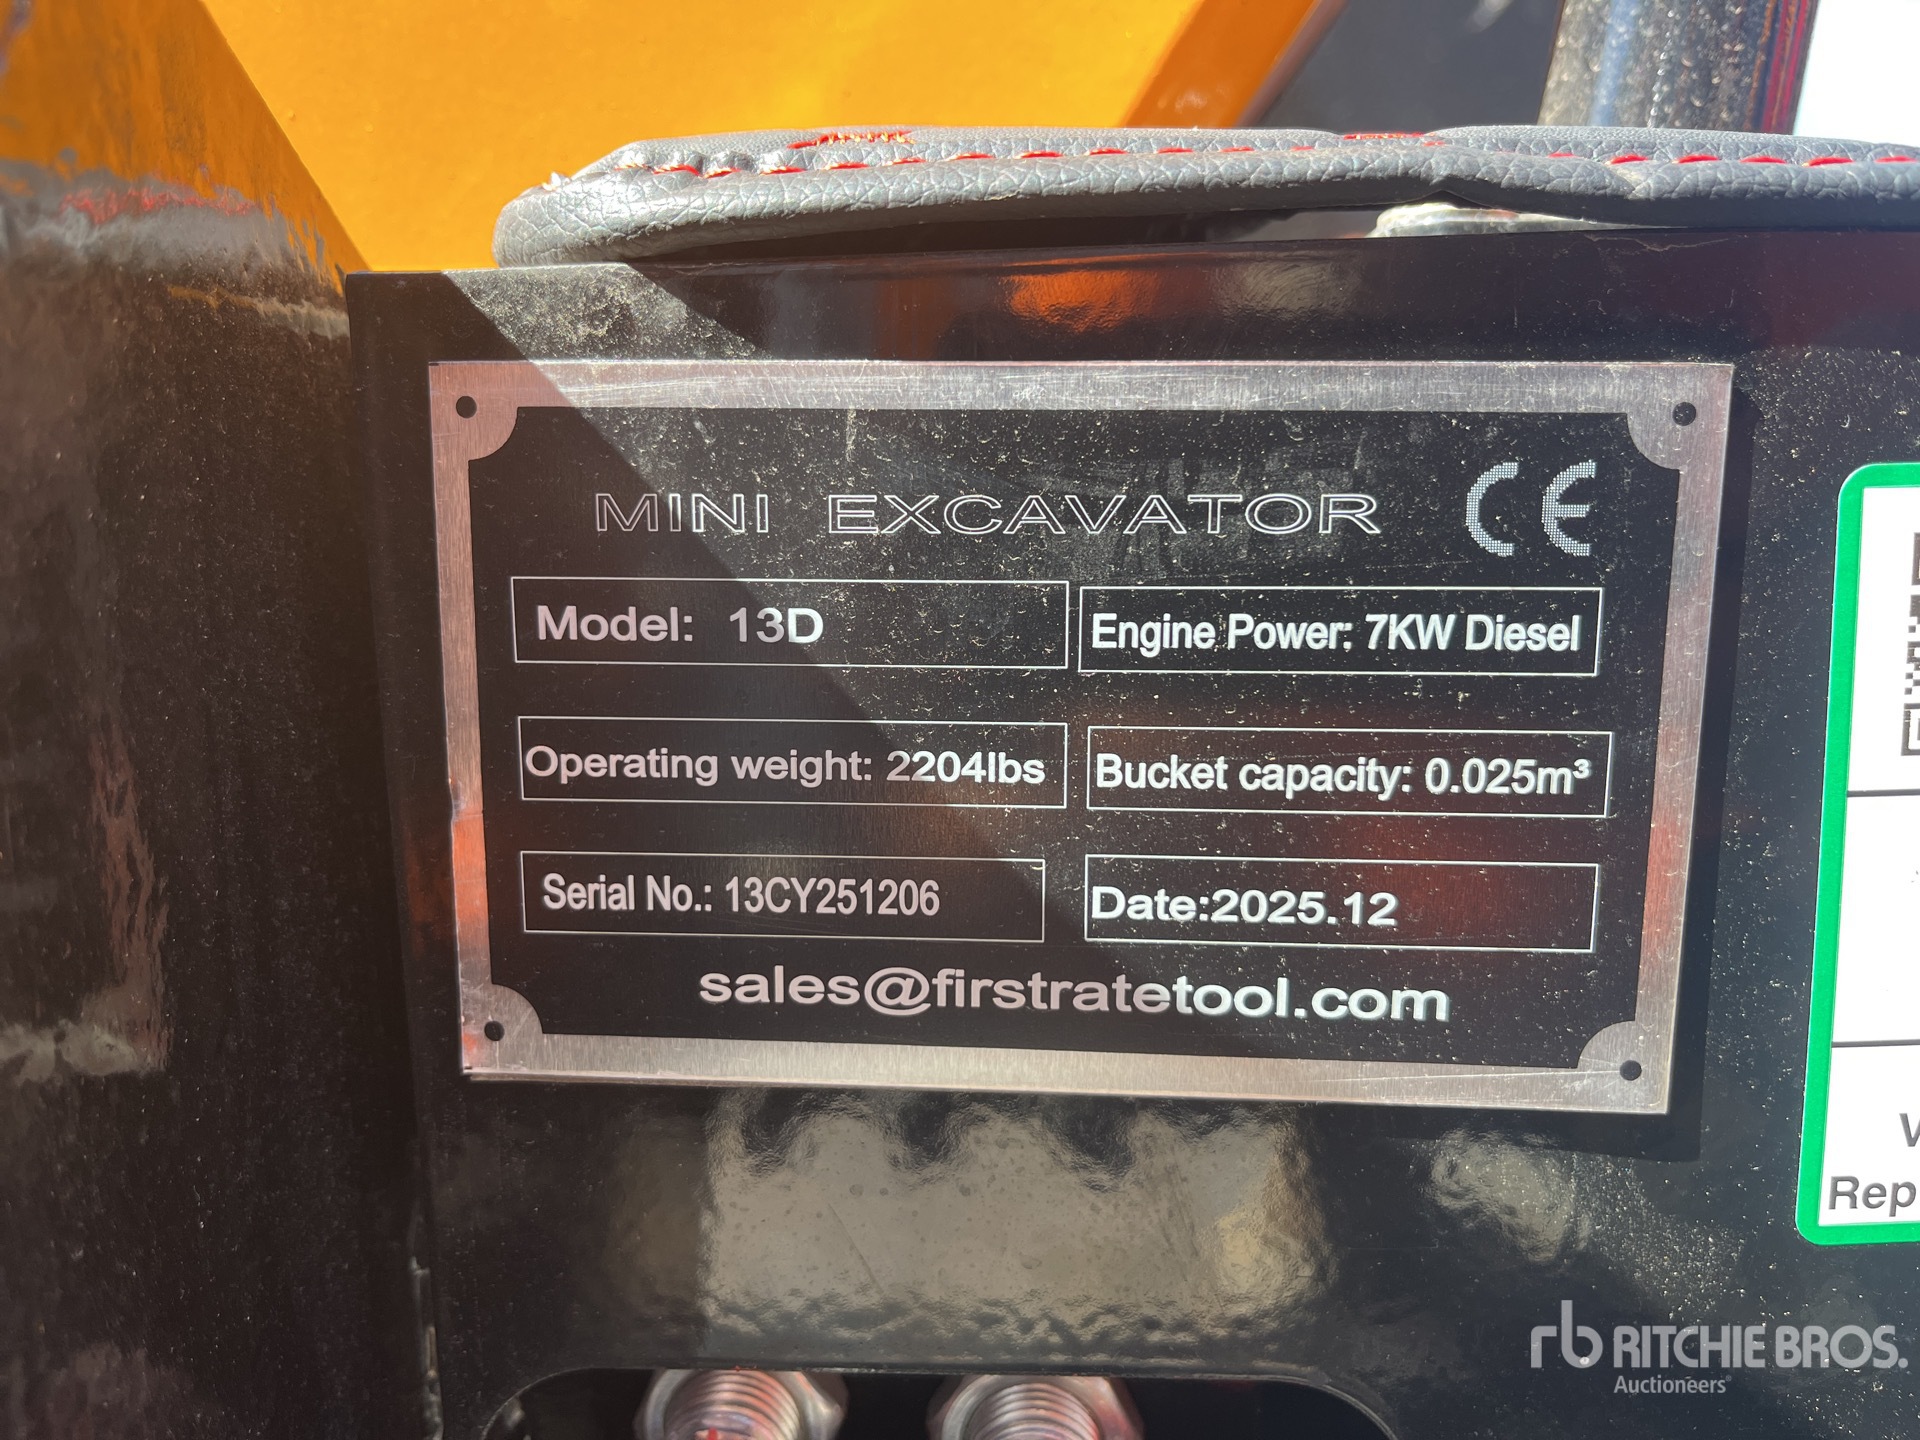 MINI EXCAVATOR CE
Model: 13D
Engine Power: 7KW Diesel
Operating weight: 2204lbs
Bucket capacity: 0.025m³
Serial No.: 13CY251206
Date:2025.12
sales@firstratetool.com
Rep
rb RITCHIE BROS.
Auctioneers